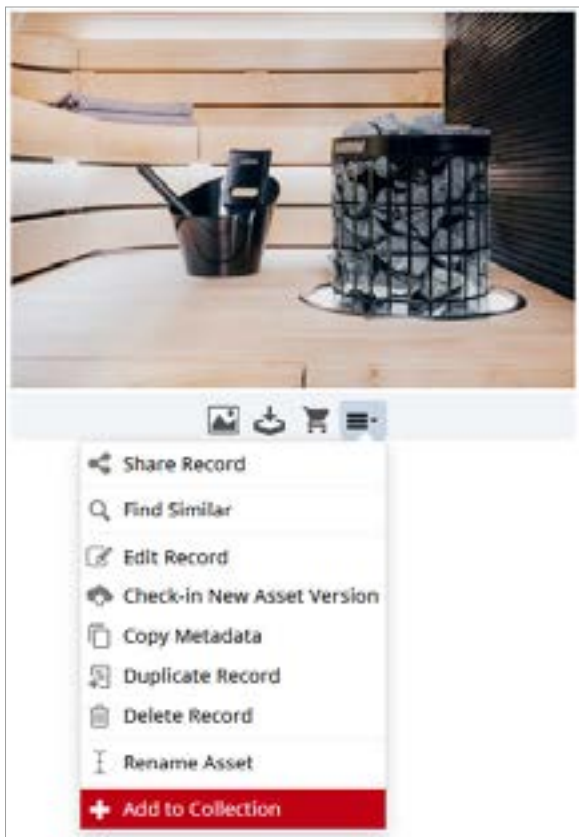 Share Record
Find Similar
Edit Record
Check-in New Asset Version
Copy Metadata
Duplicate Record
Delete Record
Rename Asset
Add to Collection